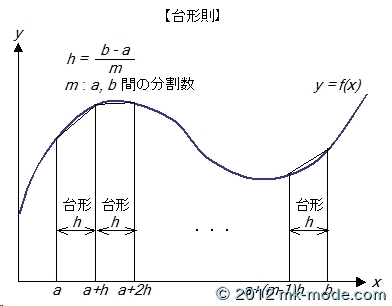 【台形則】
y
h = b - a
m
m : a, b 間の分割数
y = f(x)
台形 台形 台形
h h . . . h
x
a a+h a+2h a+(m-1)h b
© 2012 mk-mode.com